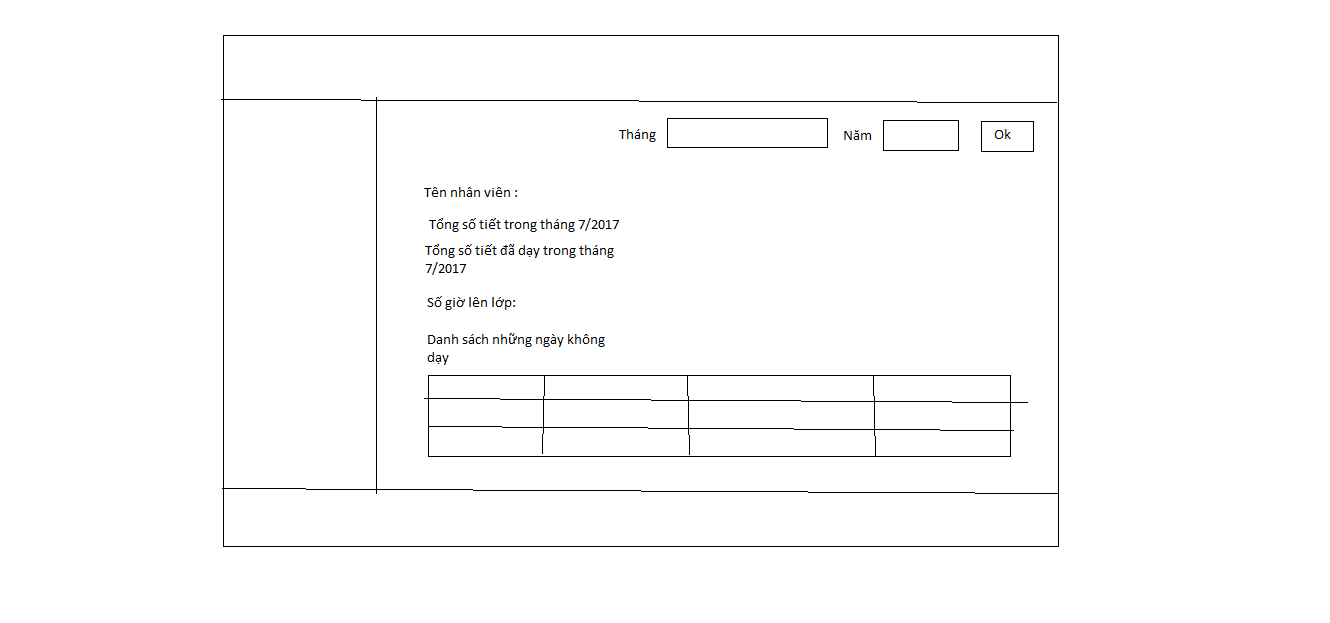 Tháng Năm Ok
Tên nhân viên :
Tổng số tiết trong tháng 7/2017
Tổng số tiết đã dạy trong tháng
7/2017
Số giờ lên lớp:
Danh sách những ngày không
dạy